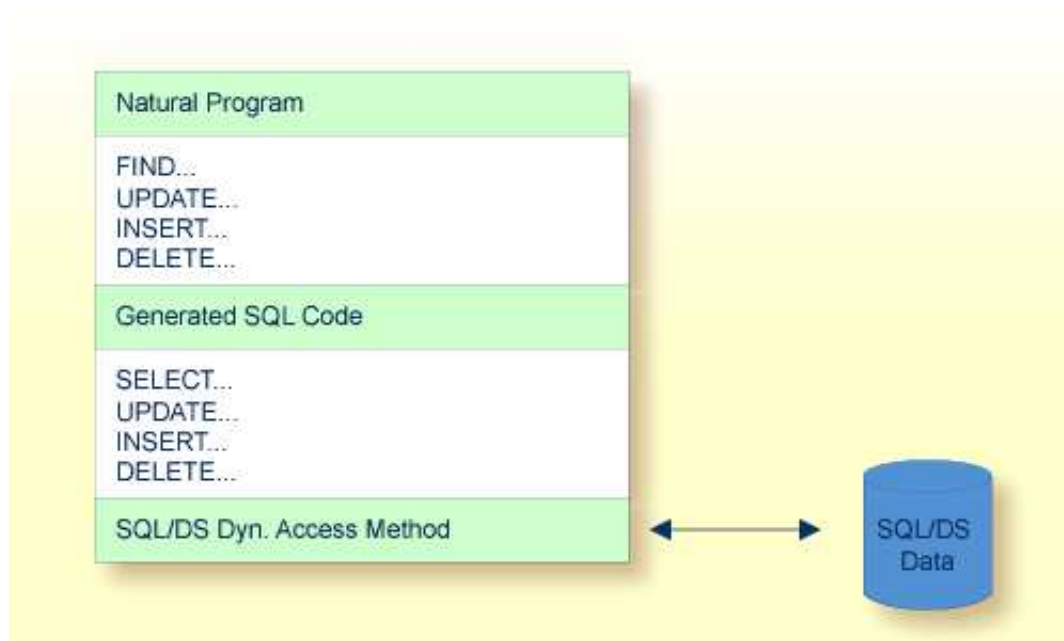 Natural Program
FIND...
UPDATE...
INSERT...
DELETE...
Generated SQL Code
SELECT...
UPDATE...
INSERT...
DELETE...
SQL/DS Dyn. Access Method
SQL/DS
Data